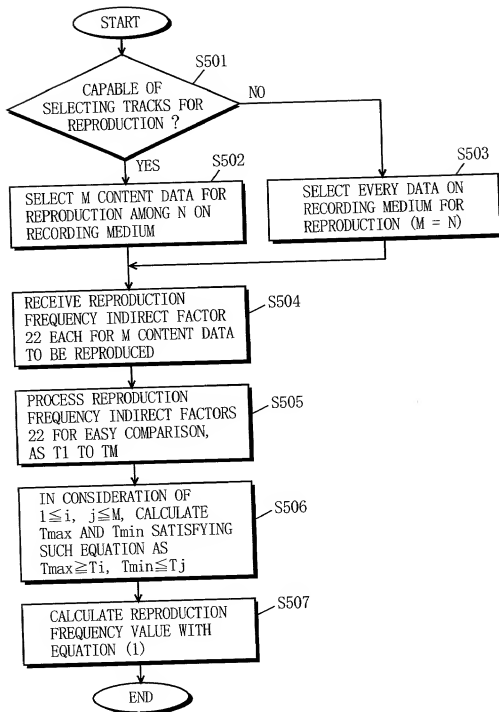 START
S501
CAPABLE OF
SELECTING TRACKS FOR
REPRODUCTION ?
NO
YES
S502
SELECT M CONTENT DATA FOR
REPRODUCTION AMONG N ON
RECORDING MEDIUM
S503
SELECT EVERY DATA ON
RECORDING MEDIUM FOR
REPRODUCTION (M = N)
S504
RECEIVE REPRODUCTION
FREQUENCY INDIRECT FACTOR
22 EACH FOR M CONTENT DATA
TO BE REPRODUCED
S505
PROCESS REPRODUCTION
FREQUENCY INDIRECT FACTORS
22 FOR EASY COMPARISON,
AS T1 TO TM
S506
IN CONSIDERATION OF
1≦i, j≦M, CALCULATE
Tmax AND Tmin SATISFYING
SUCH EQUATION AS
Tmax≧Ti, Tmin≦Tj
S507
CALCULATE REPRODUCTION
FREQUENCY VALUE WITH
EQUATION (1)
END